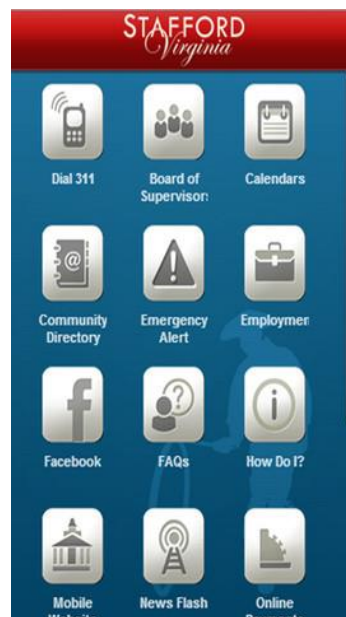 STAFFORD
Virginia
Dial 311
Board of
Supervisor:
Calendars
Community
Directory
Emergency
Alert
Employmen
Facebook
FAQs
How Do I?
Mobile
News Flash
Online